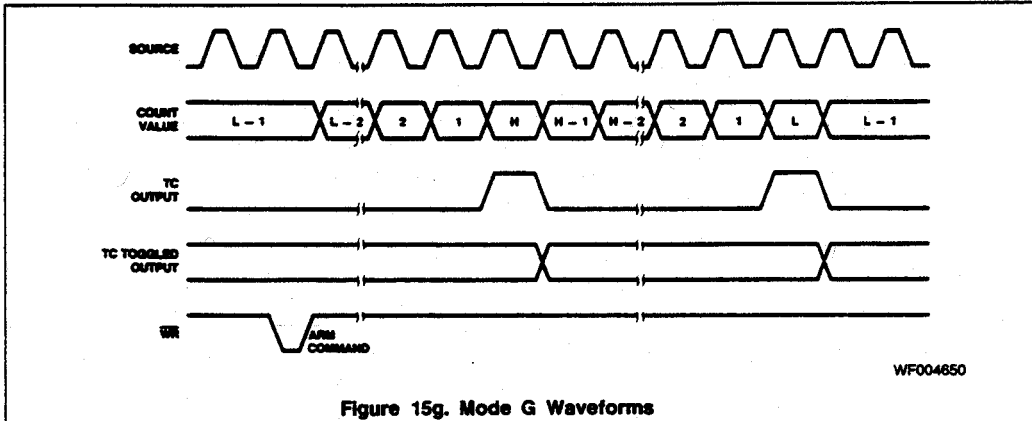 SOURCE
COUNT
VALUE
L – 1
L – 2
2
1
H
H – 1
H – 2
2
1
L
L – 1
TC
OUTPUT
TC TOGGLED
OUTPUT
WR
ARM
COMMAND
WF004650
Figure 15g. Mode G Waveforms